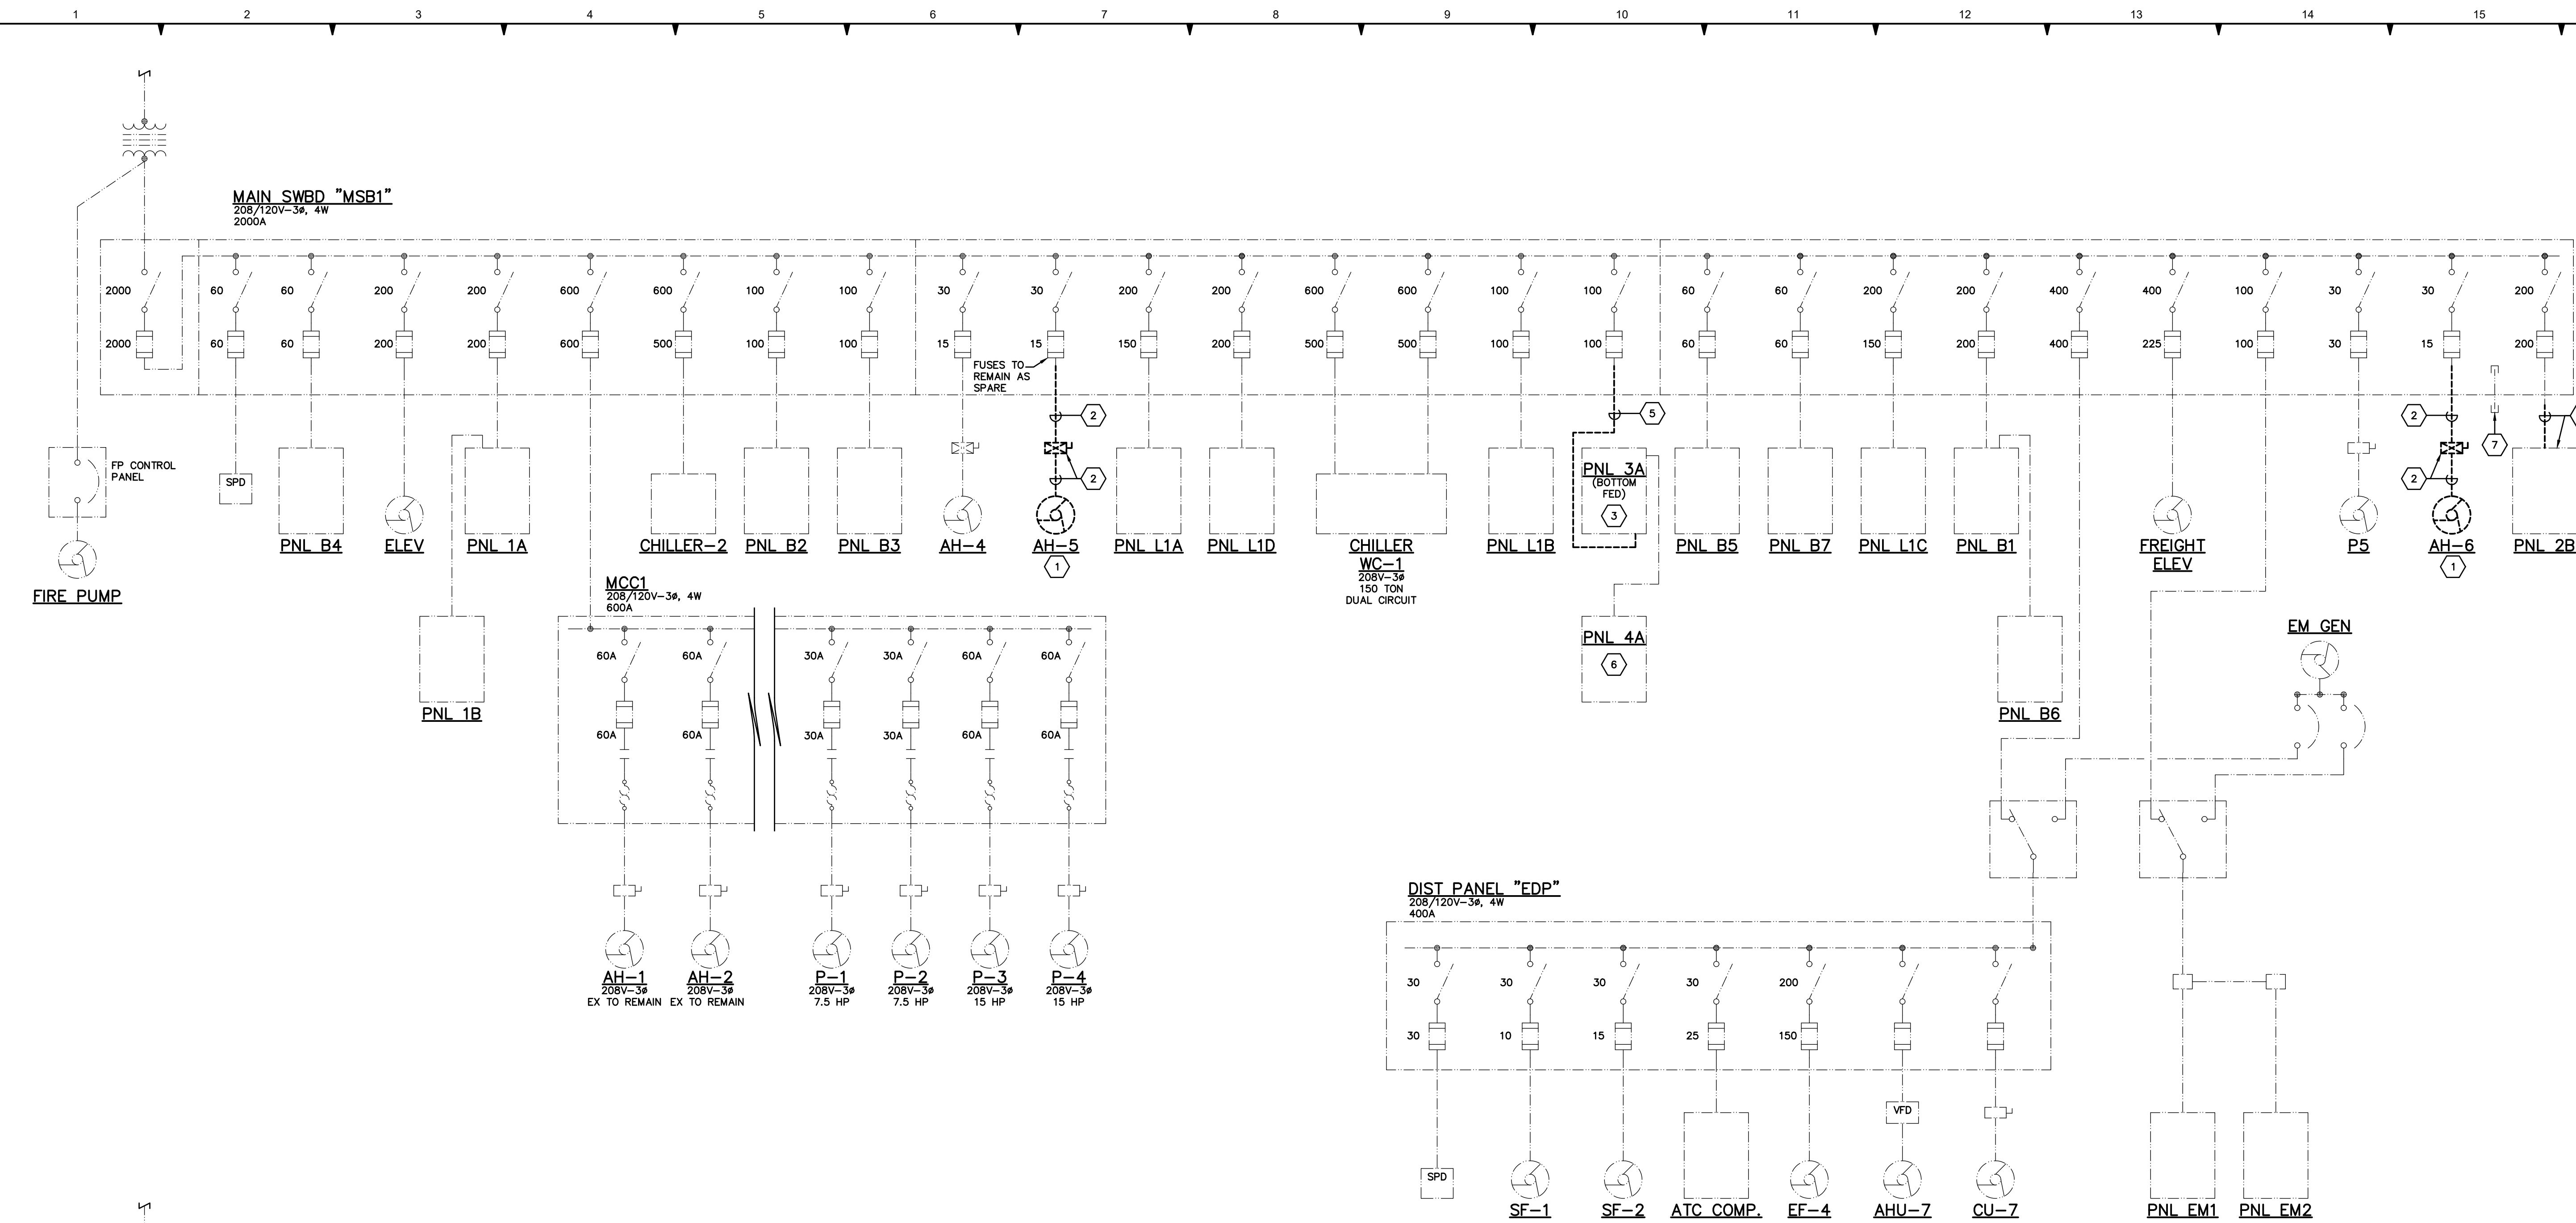 1 2 3 4 5 6 7 8 9 10 11 12 13 14 15
MAIN SWBD "MSB1"
208/120V-3ø, 4W
2000A
2000 60 60 200 200 600 600 100 100 30 30 200 200 600 600 100 100 60 60 200 200 400 400 100 30 30 200
2000 60 60 200 200 600 500 100 100 15 15 150 200 500 500 100 100 60 60 150 200 400 225 100 30 15 200
FUSES TO
REMAIN AS
SPARE
2 5 2 7
FP CONTROL
PANEL
SPD
2
PNL 3A
(BOTTOM
FED)
3
2
FIRE PUMP
PNL B4
ELEV
PNL 1A
CHILLER-2
PNL B2
PNL B3
AH-4
AH-5
1
PNL L1A
PNL L1D
CHILLER
WC-1
208V-3ø
150 TON
DUAL CIRCUIT
PNL L1B
PNL B5
PNL B7
PNL L1C
PNL B1
FREIGHT
ELEV
P5
AH-6
1
PNL 2B
MCC1
208/120V-3ø, 4W
600A
60A 60A 30A 30A 60A 60A
60A 60A 30A 30A 60A 60A
PNL 1B
PNL 4A
6
PNL B6
EM GEN
AH-1
208V-3ø
EX TO REMAIN
AH-2
208V-3ø
EX TO REMAIN
P-1
208V-3ø
7.5 HP
P-2
208V-3ø
7.5 HP
P-3
208V-3ø
15 HP
P-4
208V-3ø
15 HP
DIST PANEL "EDP"
208/120V-3ø, 4W
400A
30 30 30 30 200
30 10 15 25 150
VFD
SPD
SF-1
SF-2
ATC COMP.
EF-4
AHU-7
CU-7
PNL EM1
PNL EM2